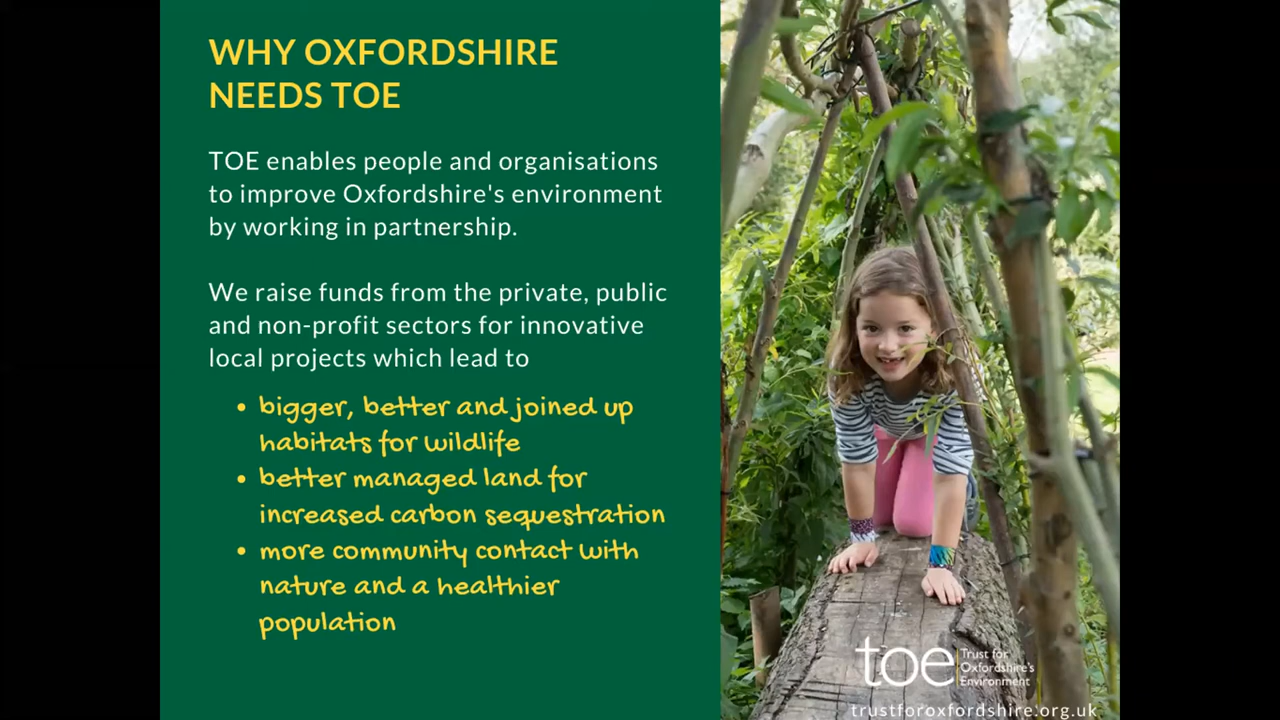 WHY OXFORDSHIRE
NEEDS TOE
TOE enables people and organisations
to improve Oxfordshire's environment
by working in partnership.
We raise funds from the private, public
and non-profit sectors for innovative
local projects which lead to
• bigger, better and joined up
habitats for wildlife
• better managed land for
increased carbon sequestration
• more community contact with
nature and a healthier
population
toe
Trust for
Oxfordshire's
Environment
trustforoxfordshire.org.uk